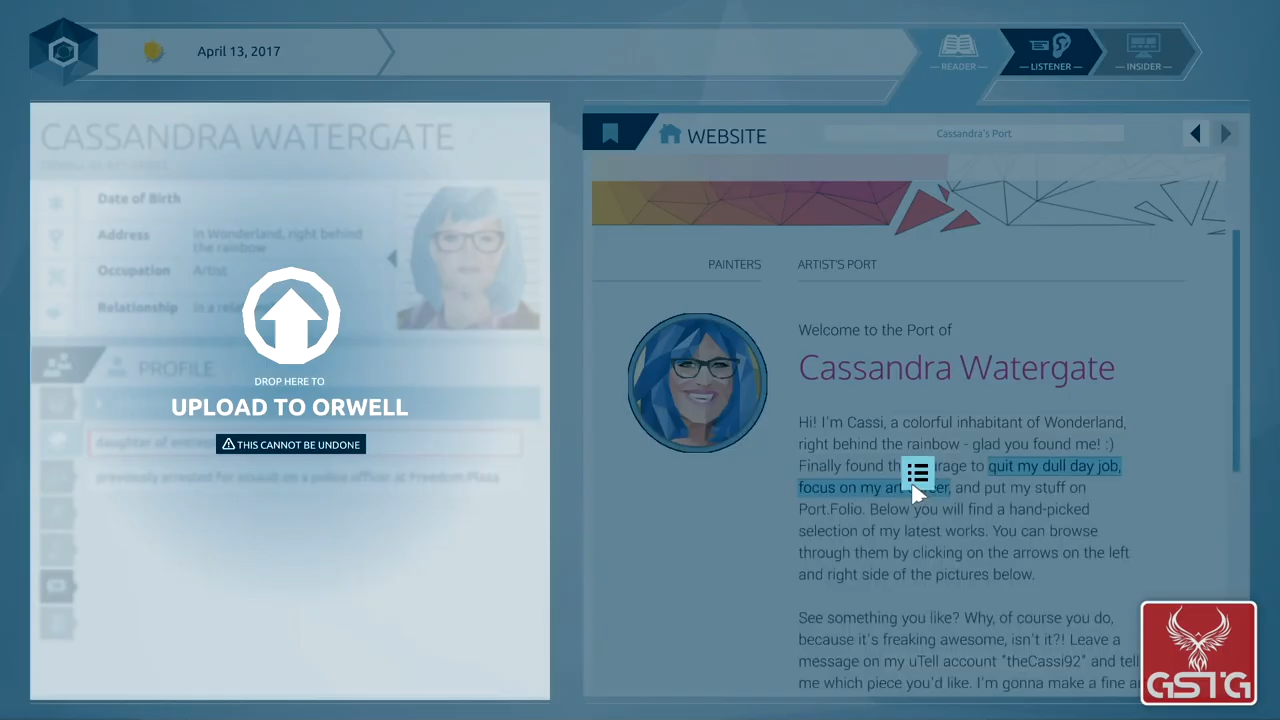 April 13, 2017
— READER —
— LISTENER —
— INSIDER —
CASSANDRA WATERGATE
Date of Birth
Address
in Wonderland, right behind
the rainbow
Occupation
Artist
Relationship
in a rela
PROFILE
DROP HERE TO
UPLOAD TO ORWELL
THIS CANNOT BE UNDONE
daughter of
previously arrested for assault on a police officer at Freedom Plaza
WEBSITE
Cassandra's Port
PAINTERS
ARTIST'S PORT
Welcome to the Port of
Cassandra Watergate
Hi! I'm Cassi, a colorful inhabitant of Wonderland,
right behind the rainbow - glad you found me! :)
Finally found th urage to quit my dull day job,
focus on my ar er, and put my stuff on
Port.Folio. Below you will find a hand-picked
selection of my latest works. You can browse
through them by clicking on the arrows on the left
and right side of the pictures below.
See something you like? Why, of course you do,
because it's freaking awesome, isn't it?! Leave a
message on my uTell account "theCassi92" and tell
me which piece you'd like. I'm gonna make a fine a
GSTG